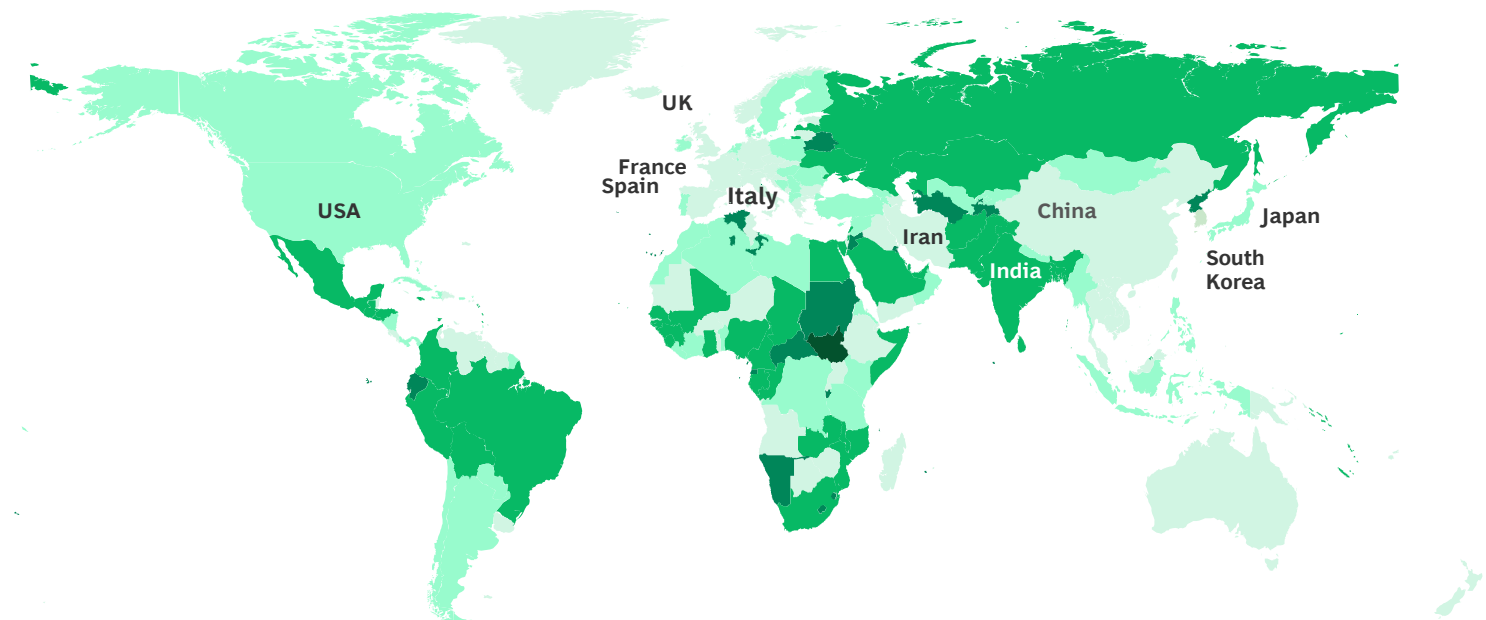 UK
France
Spain
Italy
USA
China
Japan
Iran
South
Korea
India